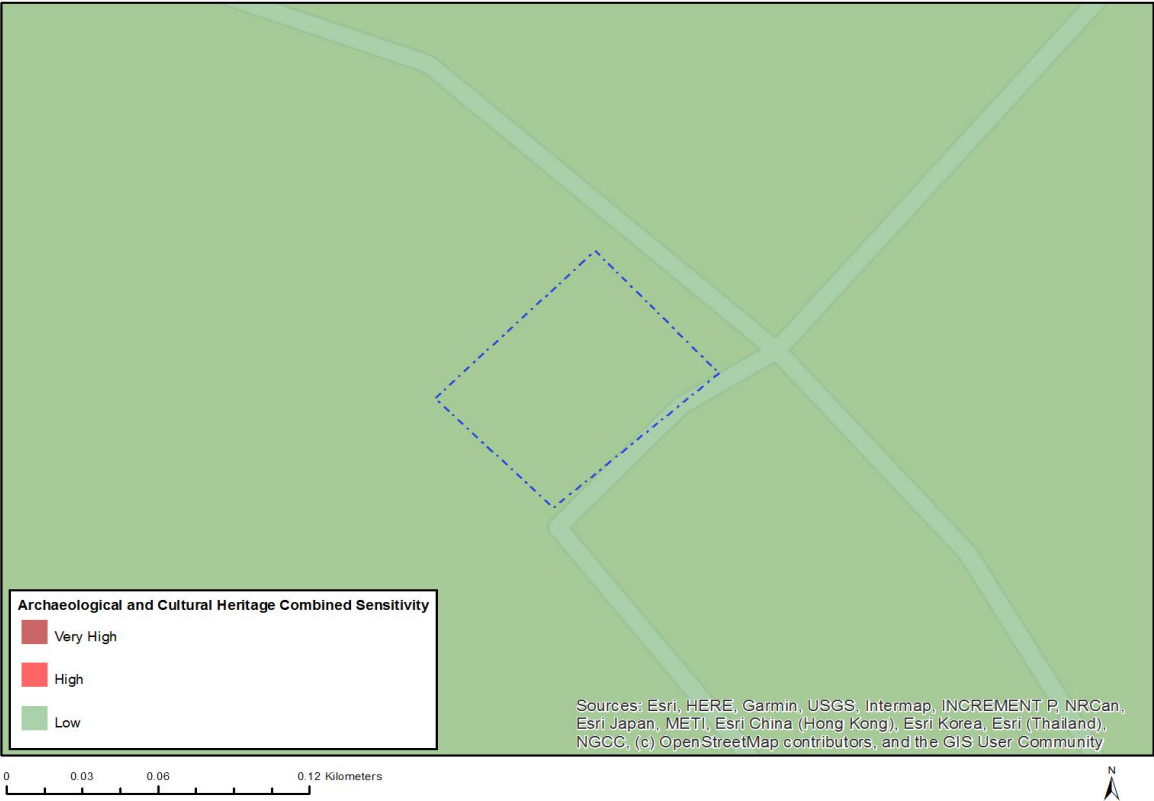 Archaeological and Cultural Heritage Combined Sensitivity
Very High
High
Low
Sources: Esri, HERE, Garmin, USGS, Intermap, INCREMENT P, NRCan,
Esri Japan, METI, Esri China (Hong Kong), Esri Korea, Esri (Thailand),
NGCC, (c) OpenStreetMap contributors, and the GIS User Community
0 0.03 0.06 0.12 Kilometers
N